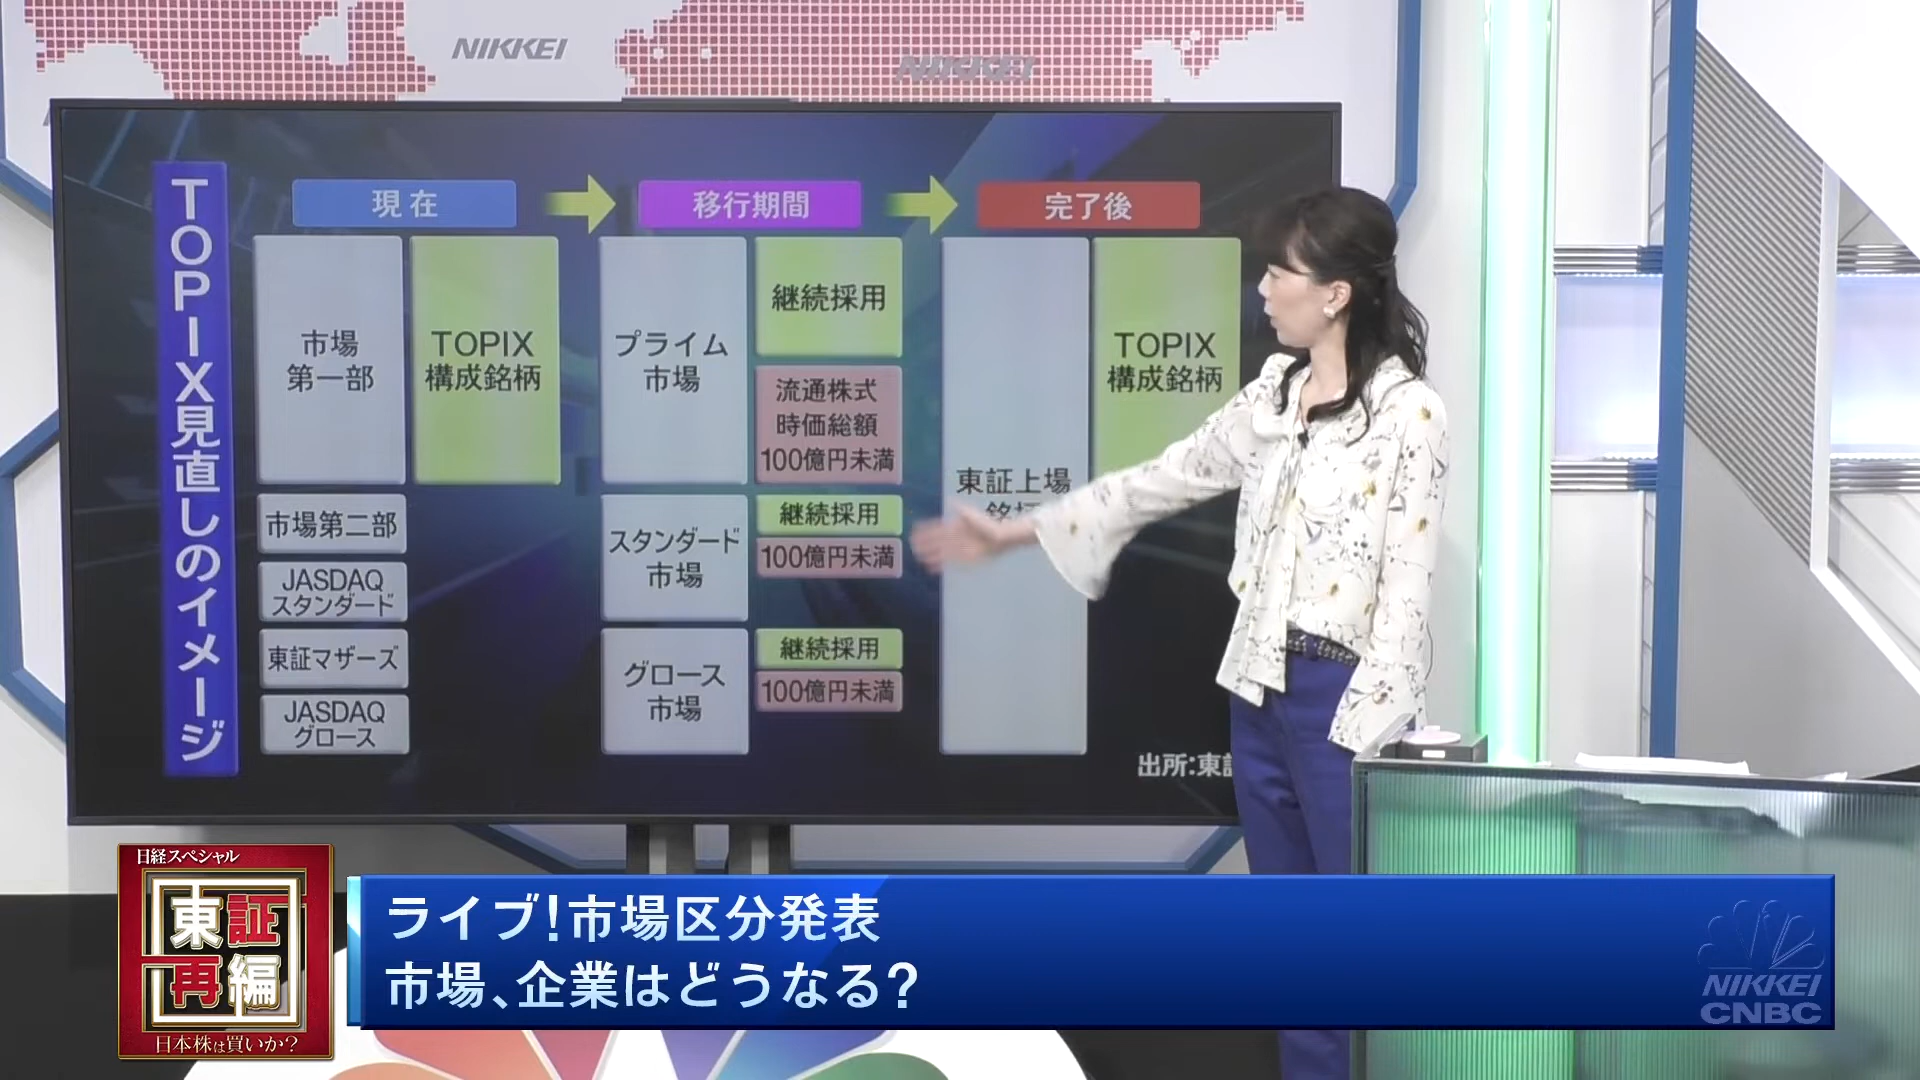 NIKKEI
NIKKEI
TOPIX見直しのイメージ
現在
移行期間
完了後
市場
第一部
TOPIX
構成銘柄
市場第二部
JASDAQ
スタンダード
東証マザーズ
JASDAQ
グロース
プライム
市場
継続採用
流通株式
時価総額
100億円未満
スタンダード
市場
継続採用
100億円未満
グロース
市場
継続採用
100億円未満
東証上場
TOPIX
構成銘柄
出所:東
日経スペシャル
東証
再編
日本株は買いか?
ライブ!市場区分発表
市場、企業はどうなる?
NIKKEI
CNBC